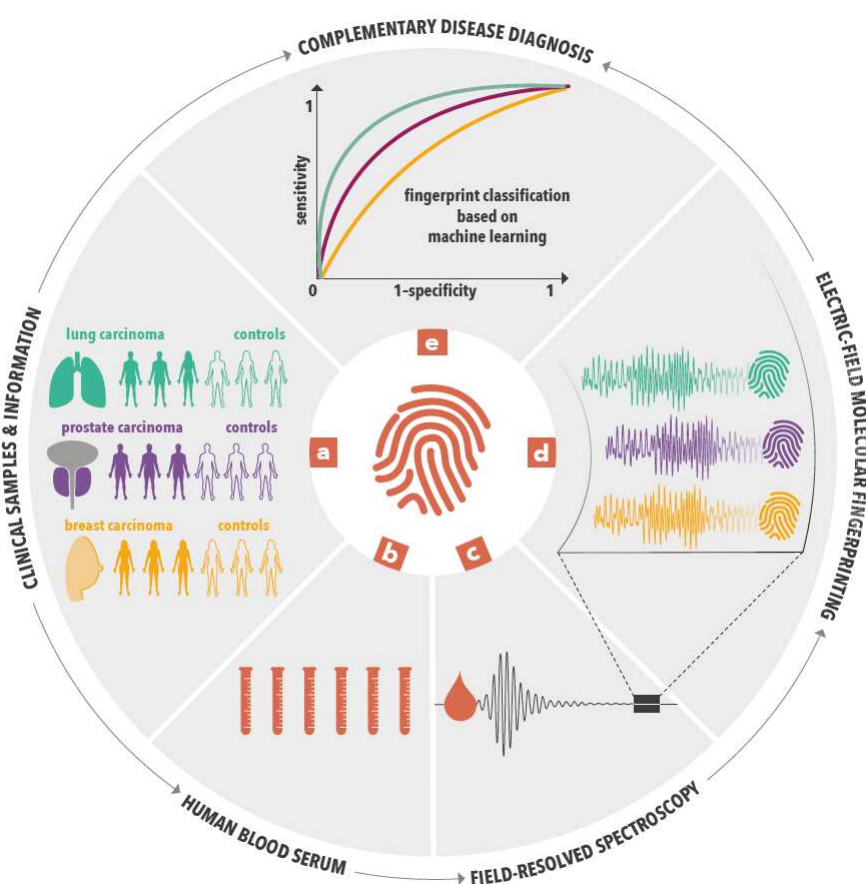 COMPLEMENTARY DISEASE DIAGNOSIS
1
sensitivity
fingerprint classification
based on
machine learning
0
1–specificity
1
e
CLINICAL SAMPLES & INFORMATION
lung carcinoma
controls
prostate carcinoma
controls
breast carcinoma
controls
a
d
b
c
ELECTRIC-FIELD MOLECULAR FINGERPRINTING
HUMAN BLOOD SERUM
FIELD-RESOLVED SPECTROSCOPY